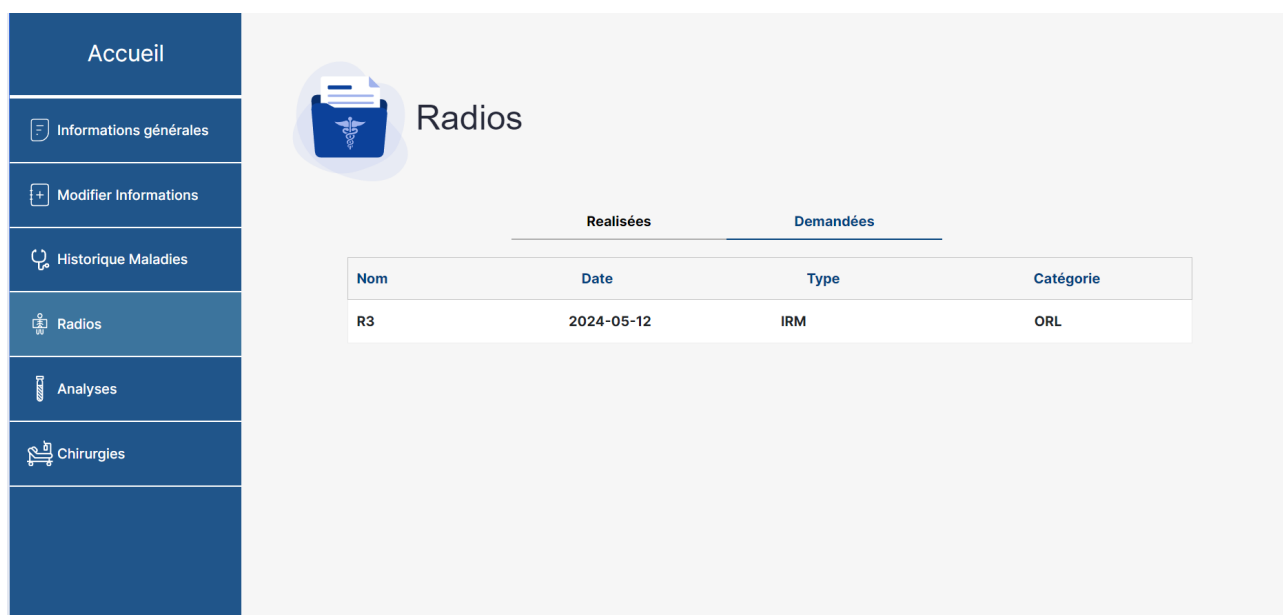 Accueil
Informations générales
Modifier Informations
Historique Maladies
Radios
Analyses
Chirurgies
Radios
Realisées Demandées
Nom Date Type Catégorie
R3 2024-05-12 IRM ORL